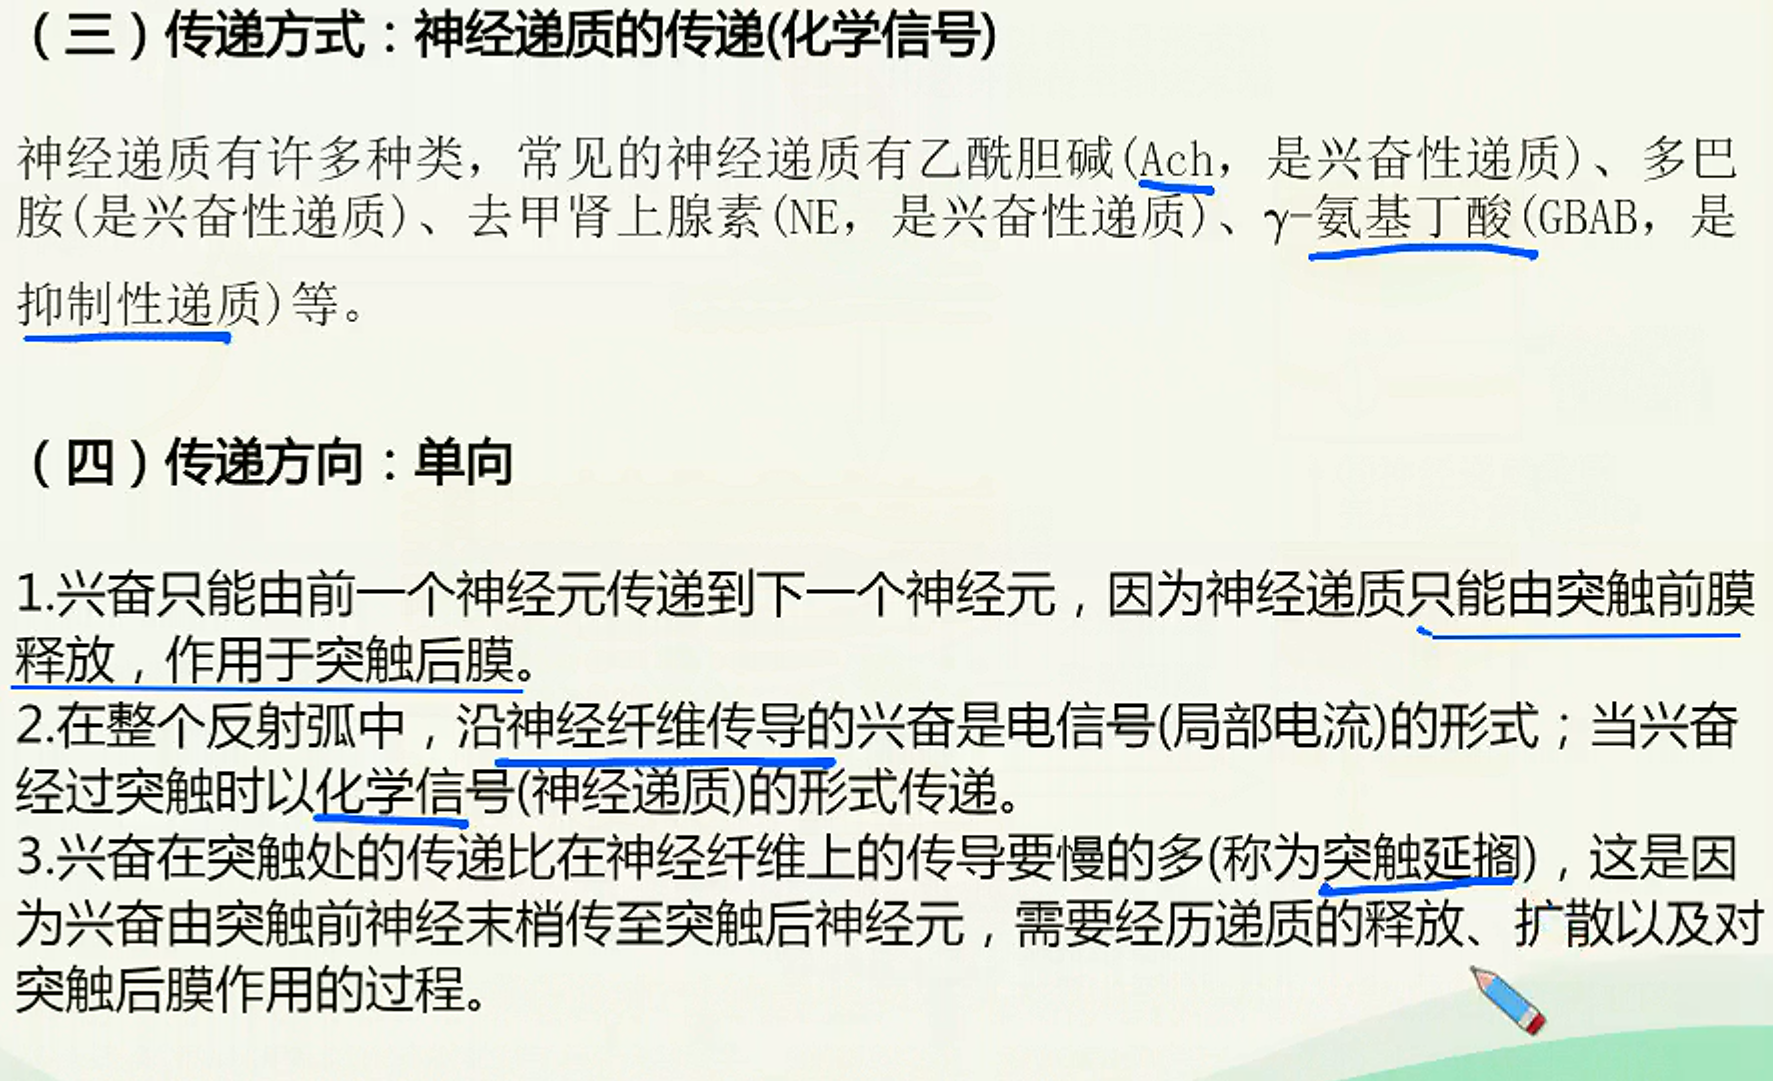 （三）传递方式：神经递质的传递(化学信号)
神经递质有许多种类，常见的神经递质有乙酰胆碱(Ach，是兴奋性递质)、多巴
胺(是兴奋性递质)、去甲肾上腺素(NE，是兴奋性递质)、γ-氨基丁酸(GBAB，是
抑制性递质)等。
（四）传递方向：单向
1.兴奋只能由前一个神经元传递到下一个神经元，因为神经递质只能由突触前膜
释放，作用于突触后膜。
2.在整个反射弧中，沿神经纤维传导的兴奋是电信号(局部电流)的形式；当兴奋
经过突触时以化学信号(神经递质)的形式传递。
3.兴奋在突触处的传递比在神经纤维上的传导要慢的多(称为突触延搁)，这是因
为兴奋由突触前神经末梢传至突触后神经元，需要经历递质的释放、扩散以及对
突触后膜作用的过程。